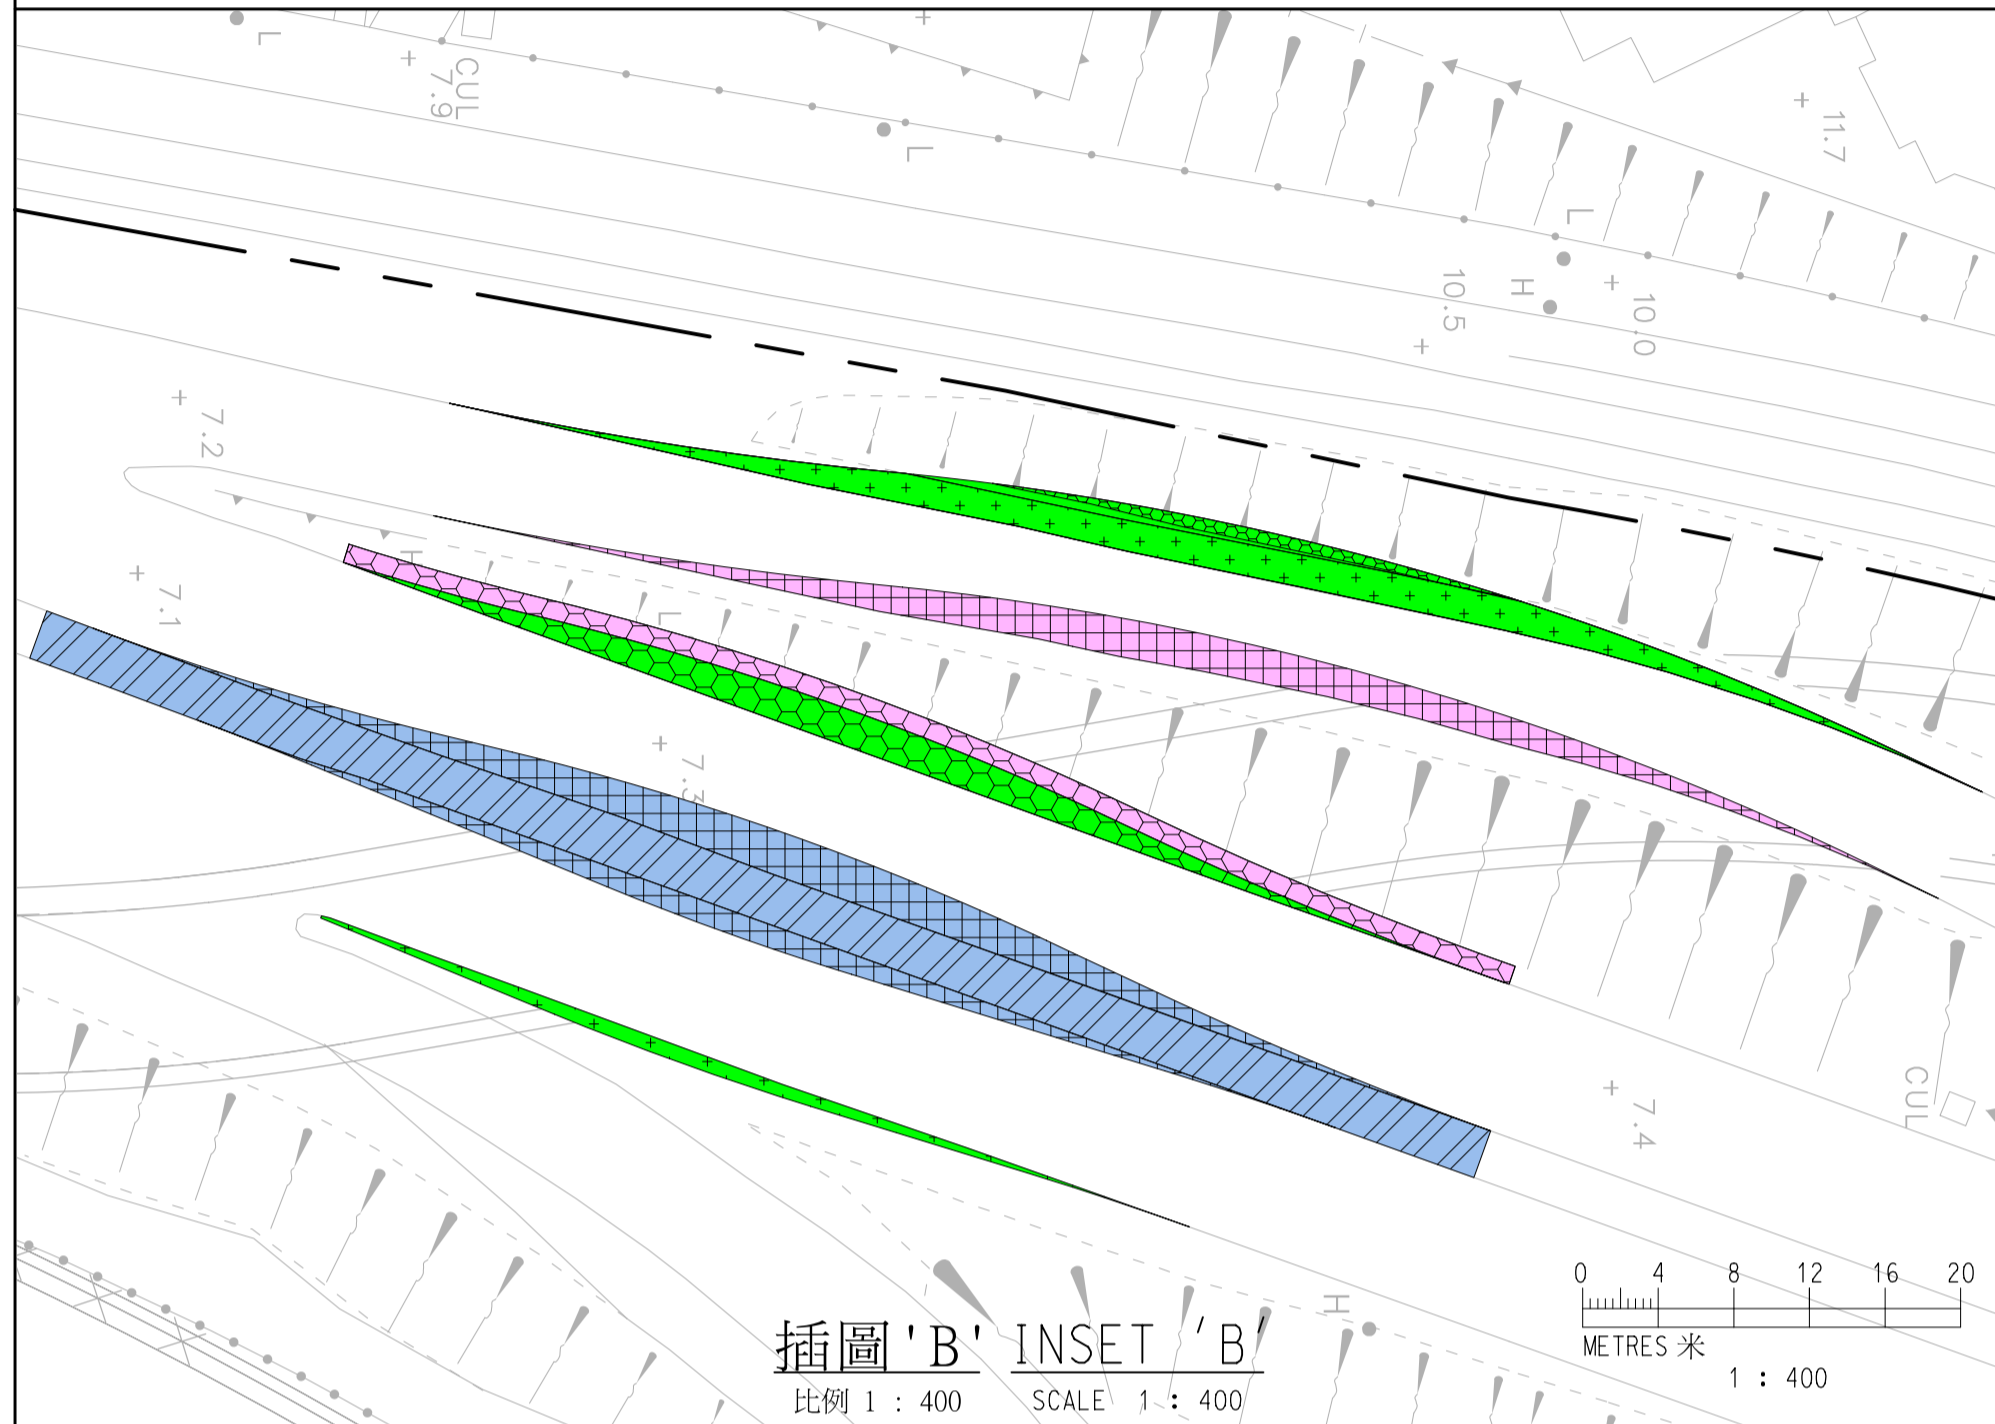 L
CUL
7.9
L
11.7
L
10.5
H
10.0
7.2
H
7.1
L
7.3
CUL
7.4
H
0 4 8 12 16 20
METRES 米
1 : 400
插圖 'B' INSET 'B'
比例 1 : 400 SCALE 1 : 400